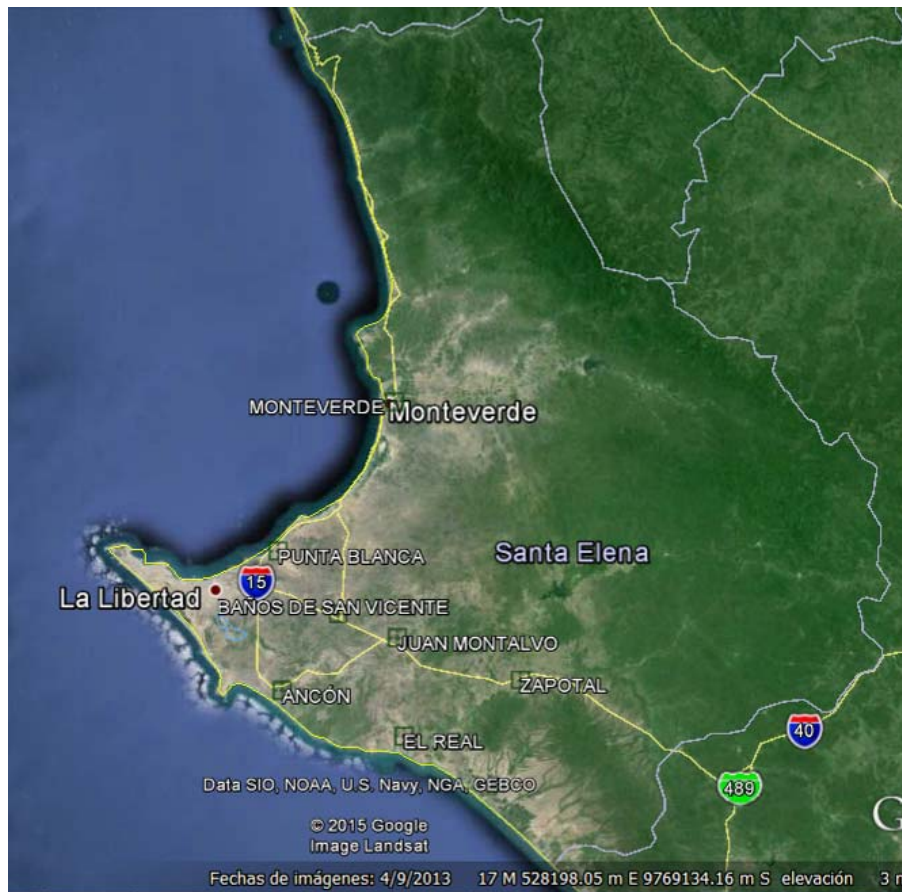 MONTEVERDE
Monteverde
Santa Elena
PUNTA BLANCA
15
La Libertad
BAÑOS DE SAN VICENTE
JUAN MONTALVO
ZAPOTAL
ANCÓN
EL REAL
40
489
Data SIO, NOAA, U.S. Navy, NGA, GEBCO
G
© 2015 Google
Image Landsat
Fechas de imágenes: 4/9/2013 17 M 528198.05 m E 9769134.16 m S elevación 3